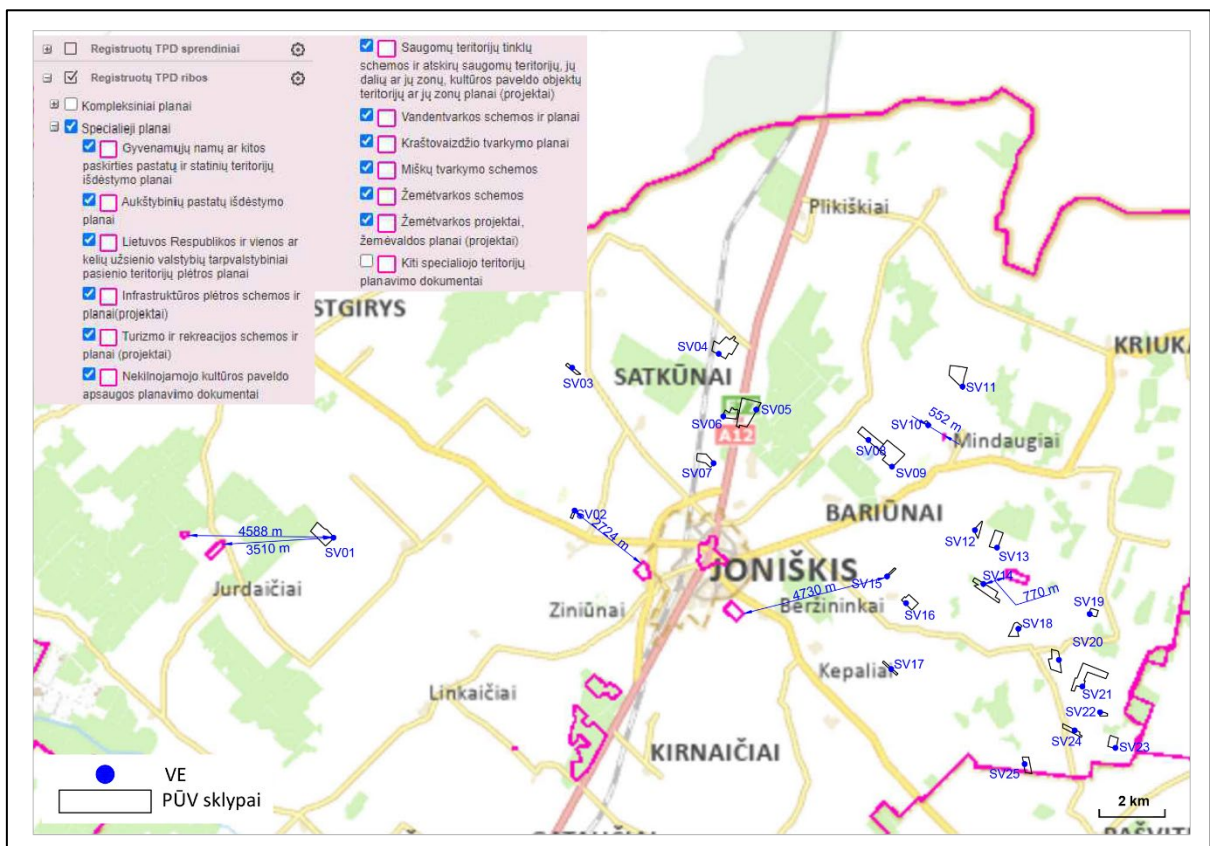 Registruotų TPD sprendiniai
Registruotų TPD ribos
Kompleksiniai planai
Specialieji planai
Gyvenamųjų namų ar kitos
paskirties pastatų ir statinių teritorijų
išdėstymo planai
Aukštybinių pastatų išdėstymo
planai
Lietuvos Respublikos ir vienos ar
kelių užsienio valstybių tarpvalstybiniai
pasienio teritorijų plėtros planai
Infrastruktūros plėtros schemos ir
planai(projektai)
Turizmo ir rekreacijos schemos ir
planai (projektai)
Nekilnojamojo kultūros paveldo
apsaugos planavimo dokumentai
Saugomų teritorijų tinklų
schemos ir atskirų saugomų teritorijų, jų
dalių ar jų zonų, kultūros paveldo objektų
teritorijų ar jų zonų planai (projektai)
Vandentvarkos schemos ir planai
Kraštovaizdžio tvarkymo planai
Miškų tvarkymo schemos
Žemėtvarkos schemos
Žemėtvarkos projektai,
žemėvaldos planai (projektai)
Kiti specialiojo teritorijų
planavimo dokumentai
Plikiškiai
STGIRYS
KRIUKA
SV04
SV03
SATKŪNAI
SV11
SV05
SV06
A12
SV10
552 m
Mindaugiai
SV08
SV09
SV07
SV02
2724 m
BARIŪNAI
4588 m
3510 m
SV01
SV12
SV13
JONIŠKIS
Jurdaičiai
SV15
SV14
4730 m
770 m
Beržininkai
Ziniūnai
SV16
SV19
SV18
SV20
Kepaliai
SV17
SV21
Linkaičiai
SV22
SV24
SV23
KIRNAIČIAI
SV25
VE
PŪV sklypai
2 km